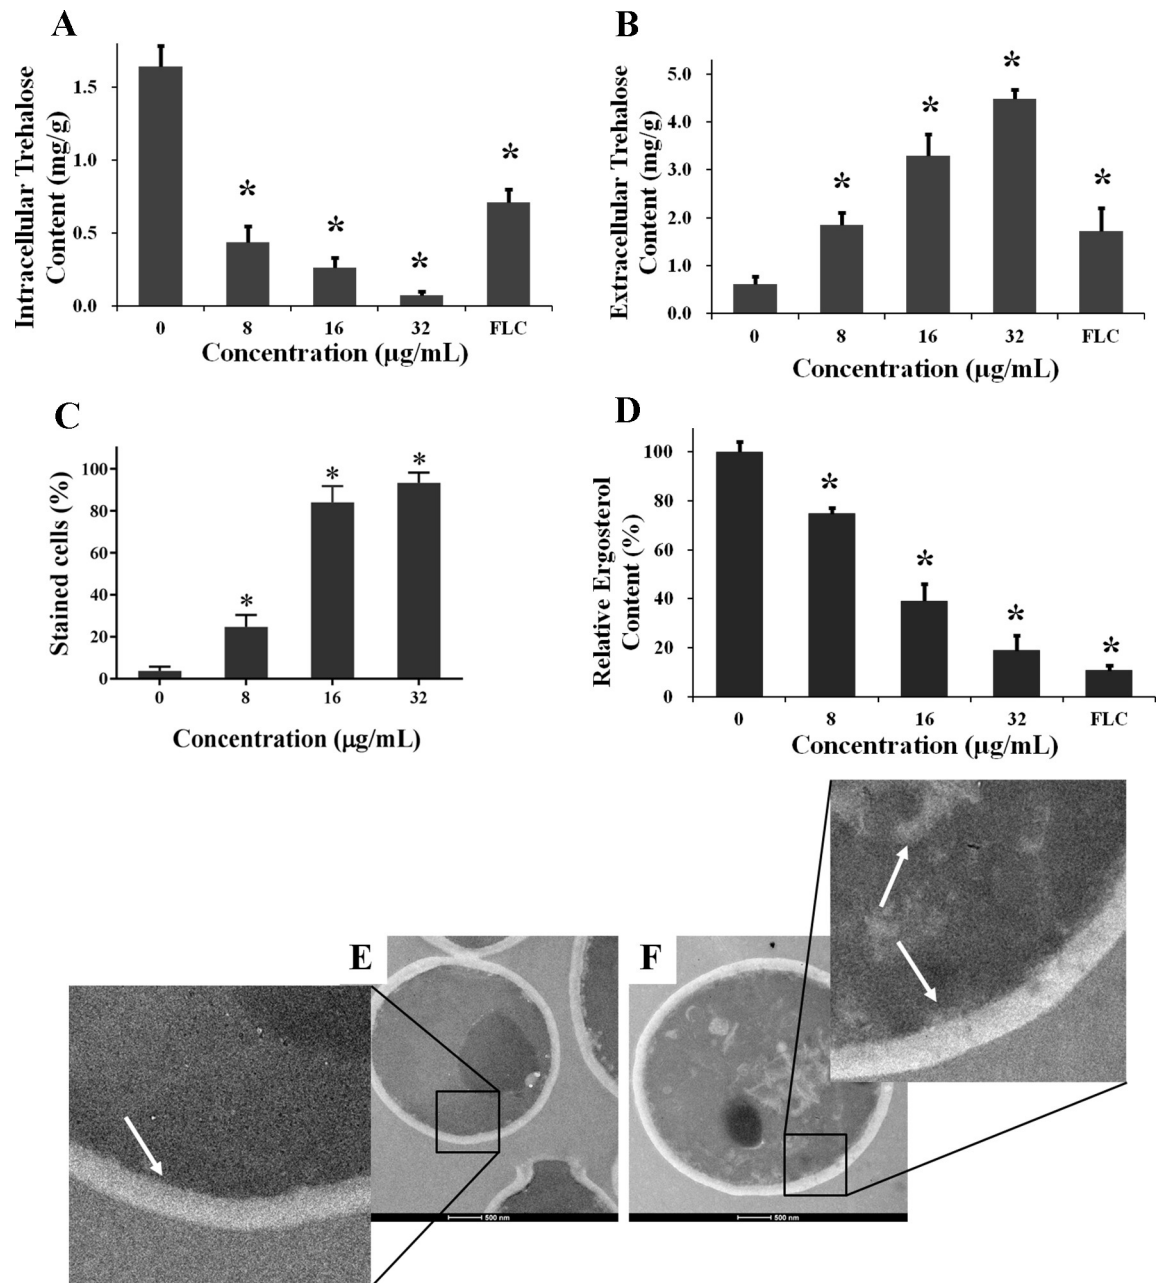 A
Intracellular Trehalose
Content (mg/g)
1.5
1.0
0.5
0.0
*
*
*
*
0
8
16
32
FLC
Concentration (µg/mL)
B
Extracellular Trehalose
Content (mg/g)
5.0
4.0
3.0
2.0
1.0
0.0
*
*
*
*
0
8
16
32
FLC
Concentration (µg/mL)
C
Stained cells (%)
100
80
60
40
20
0
*
*
*
0
8
16
32
Concentration (µg/mL)
D
Relative Ergosterol
Content (%)
100
80
60
40
20
0
*
*
*
*
0
8
16
32
FLC
Concentration (µg/mL)
E
500 nm
F
500 nm